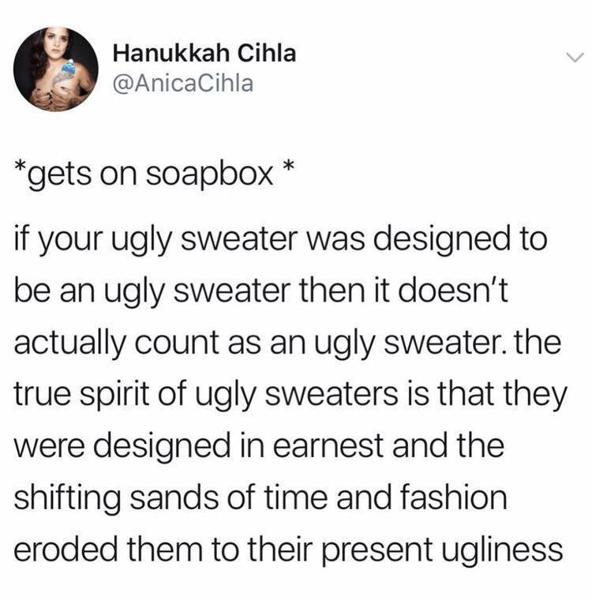 Hanukkah Cihla
@AnicaCihla
*gets on soapbox *
if your ugly sweater was designed to
be an ugly sweater then it doesn't
actually count as an ugly sweater. the
true spirit of ugly sweaters is that they
were designed in earnest and the
shifting sands of time and fashion
eroded them to their present ugliness